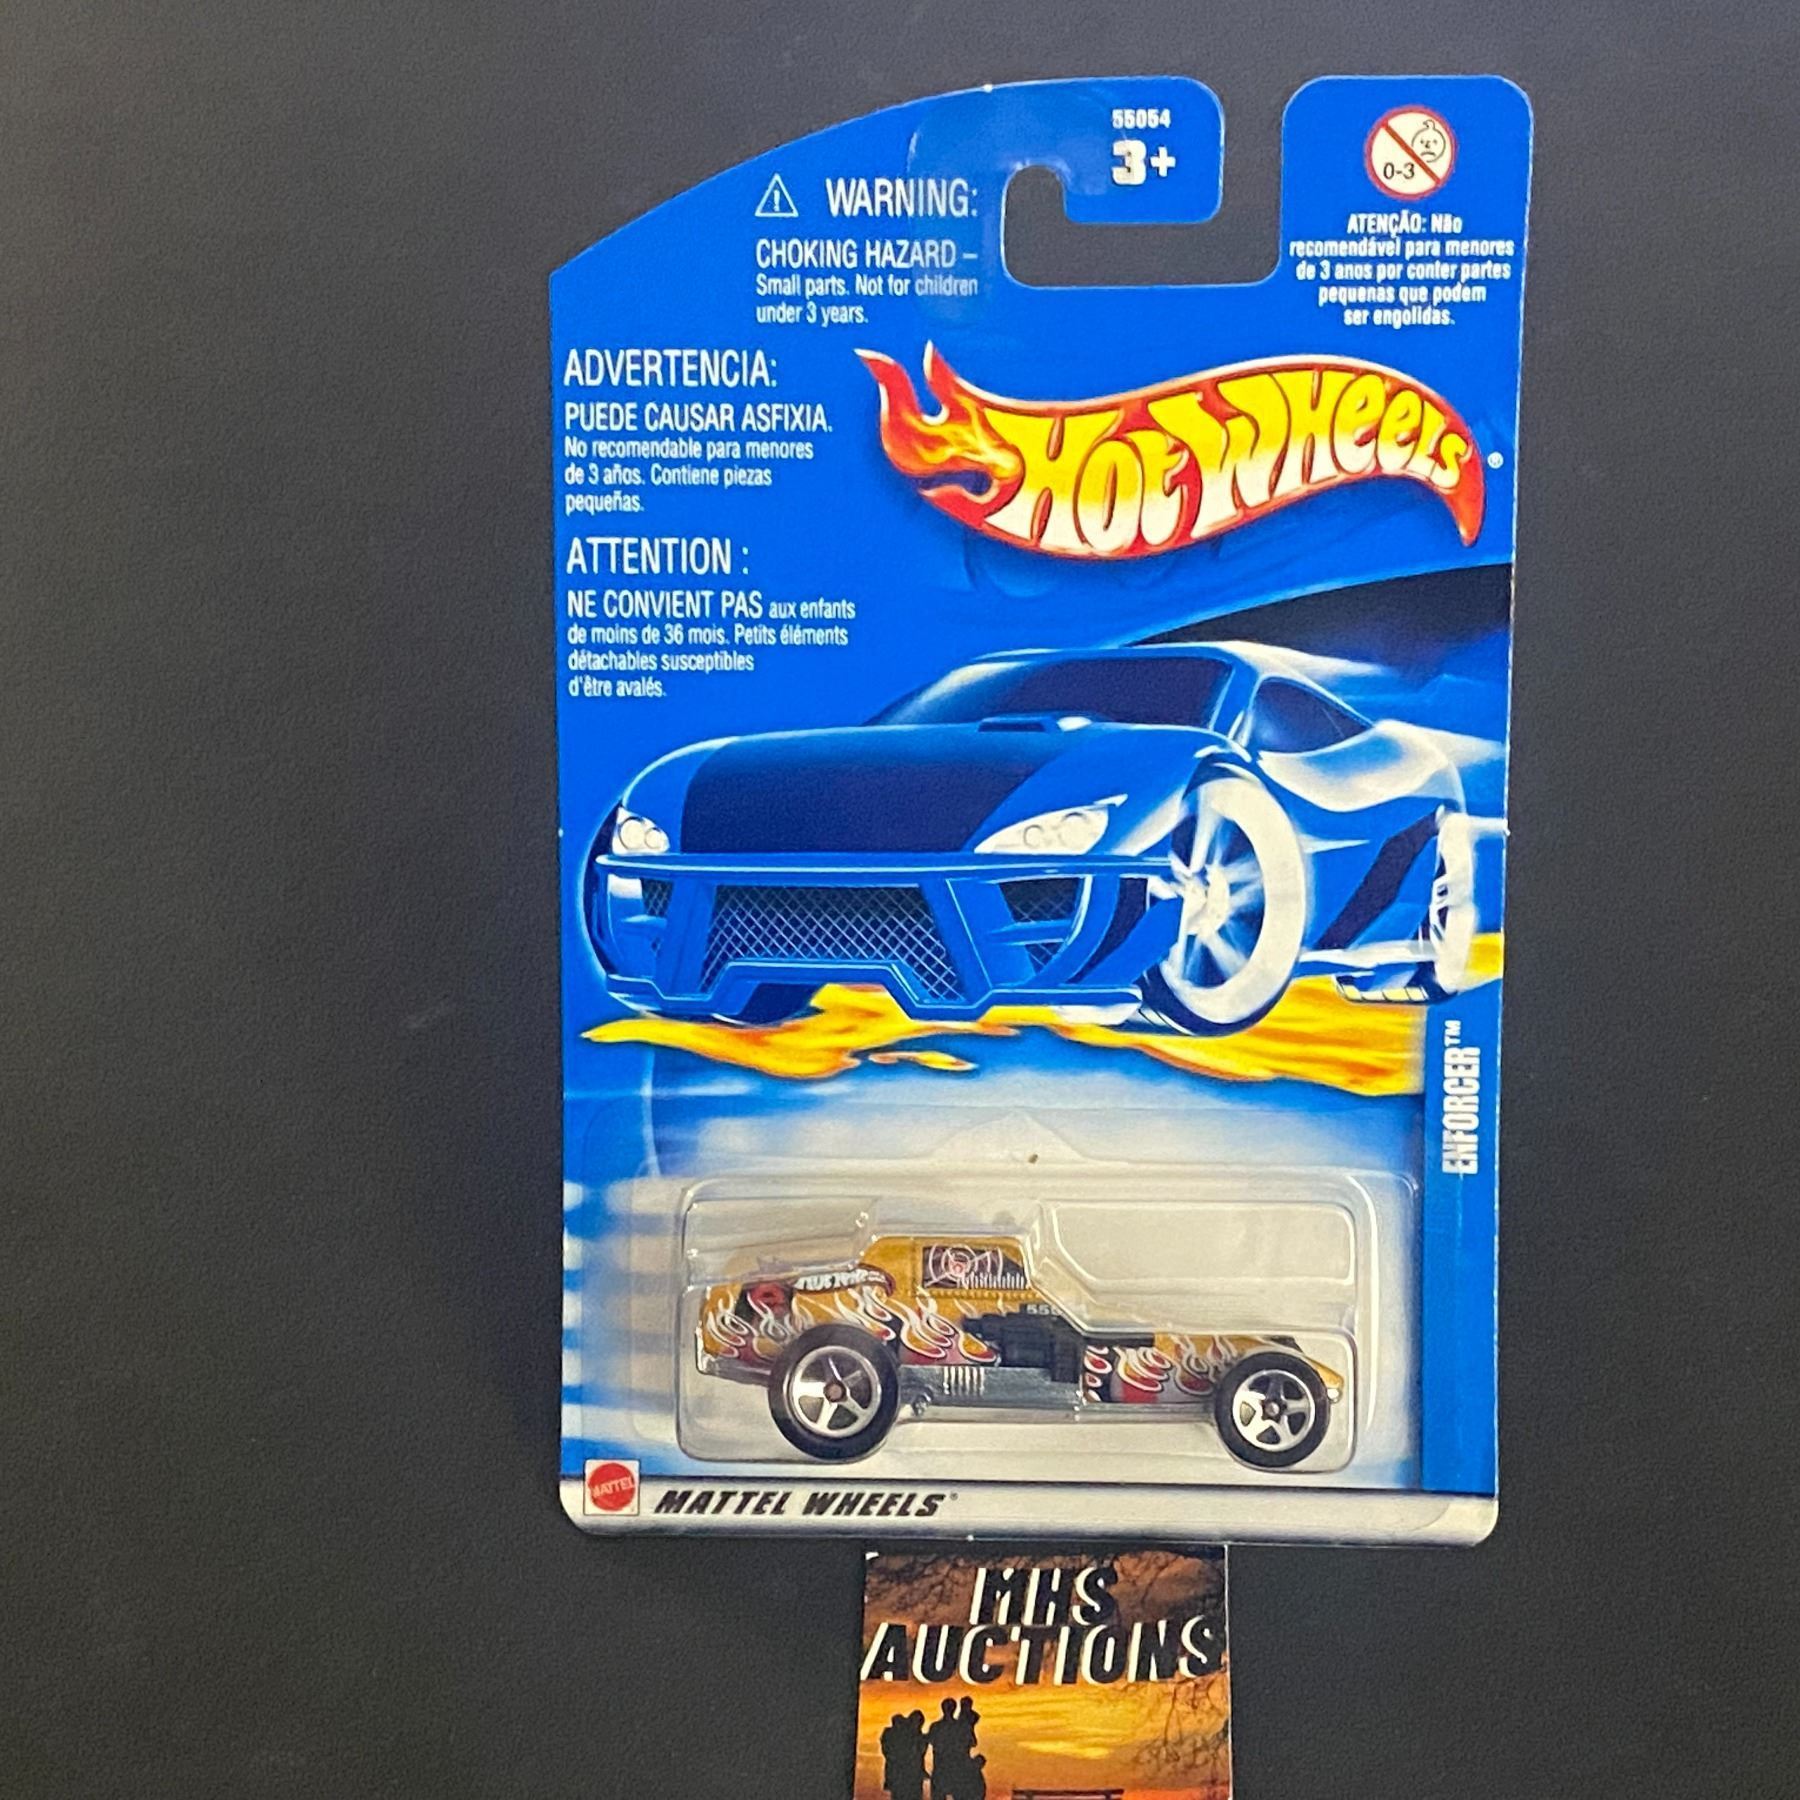 55054
3+
WARNING:
CHOKING HAZARD –
Small parts. Not for children
under 3 years.
0-3
ATENÇÃO: Não
recomendável para menores
de 3 anos por conter partes
pequenas que podem
ser engolidas.
ADVERTENCIA:
PUEDE CAUSAR ASFIXIA.
No recomendable para menores
de 3 años. Contiene piezas
pequeñas.
ATTENTION :
NE CONVIENT PAS aux enfants
de moins de 36 mois. Petits éléments
détachables susceptibles
d'être avalés.
HOT WHEELS®
ENFORCER™
MATTEL
MATTEL WHEELS®
MHS
AUCTIONS